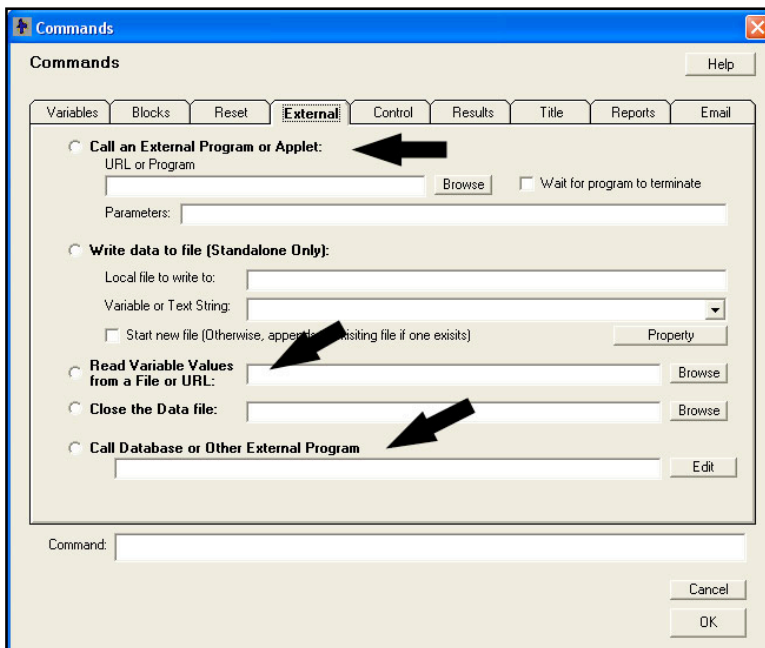 Commands
Commands
Help
Variables Blocks Reset External Control Results Title Reports Email
Call an External Program or Applet:
URL or Program
Browse Wait for program to terminate
Parameters:
Write data to file (Standalone Only):
Local file to write to:
Variable or Text String:
Start new file (Otherwise, file if one exisits)
Property
Read Variable Values
from a File or URL:
Browse
Close the Data file:
Browse
Call Database or Other External Program
Edit
Command:
Cancel
OK